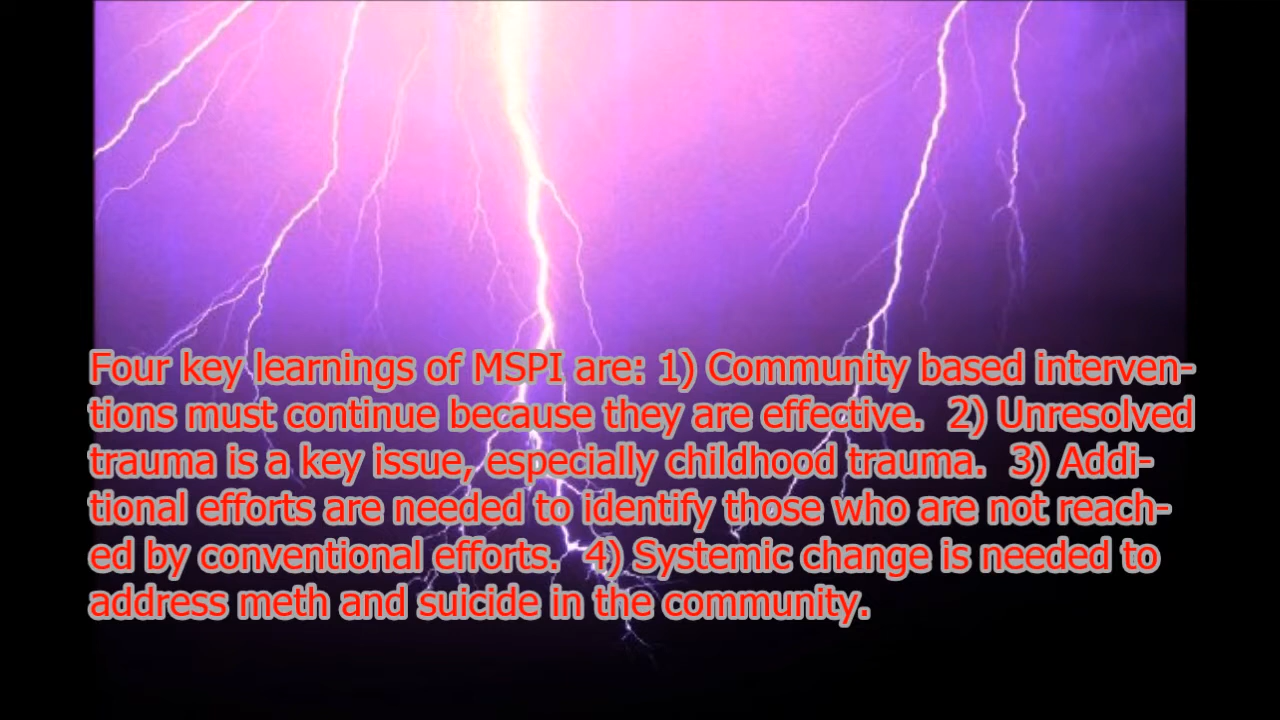 Four key learnings of MSPI are: 1) Community based interven-
tions must continue because they are effective.  2) Unresolved
trauma is a key issue, especially childhood trauma.  3) Addi-
tional efforts are needed to identify those who are not reach-
ed by conventional efforts.  4) Systemic change is needed to
address meth and suicide in the community.